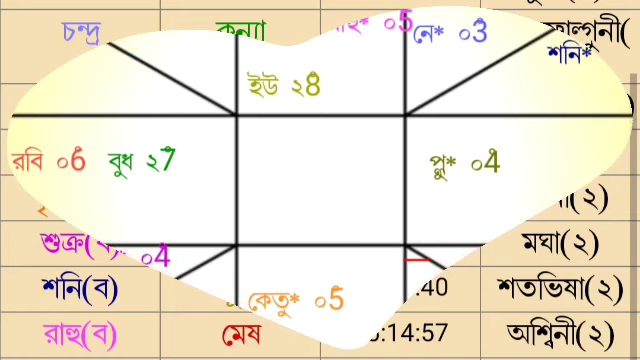 চন্দ্র কন্যা
০5° নে* ০3° ফাল্গুনী(
শনি*
ইউ ২8°
রবি ০6° বুধ ২7° প্লু* ০4°
(২)
শুক্র( ০4° মঘা(২)
শনি(ব) কেতু* ০5° :40 শতভিষা(২)
রাহু(ব) মেষ :14:57 অশ্বিনী(২)